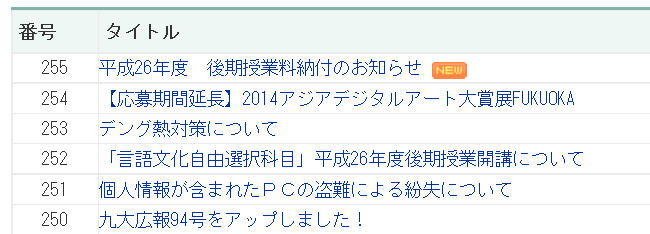 番号 タイトル
255 平成26年度　後期授業料納付のお知らせ NEW
254 【応募期間延長】2014アジアデジタルアート大賞展FUKUOKA
253 デング熱対策について
252 「言語文化自由選択科目」平成26年度後期授業開講について
251 個人情報が含まれたＰＣの盗難による紛失について
250 九大広報94号をアップしました！